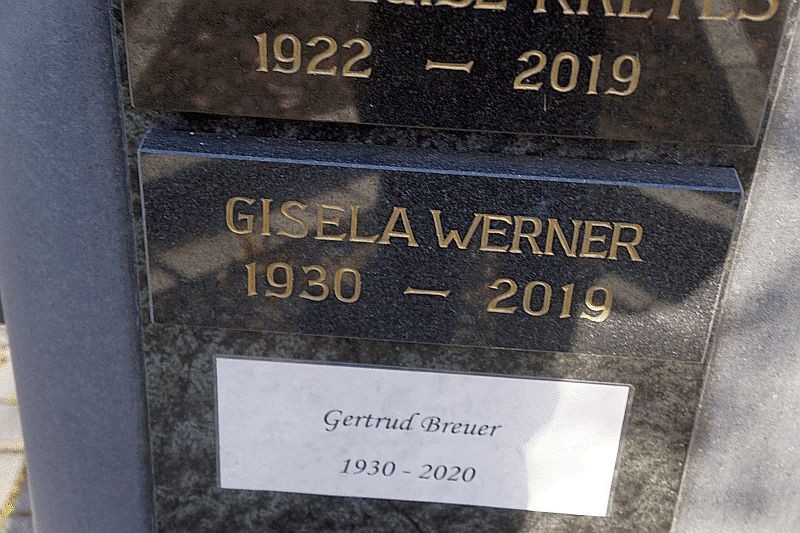 1922 – 2019
GISELA WERNER
1930 – 2019
Gertrud Breuer
1930 - 2020